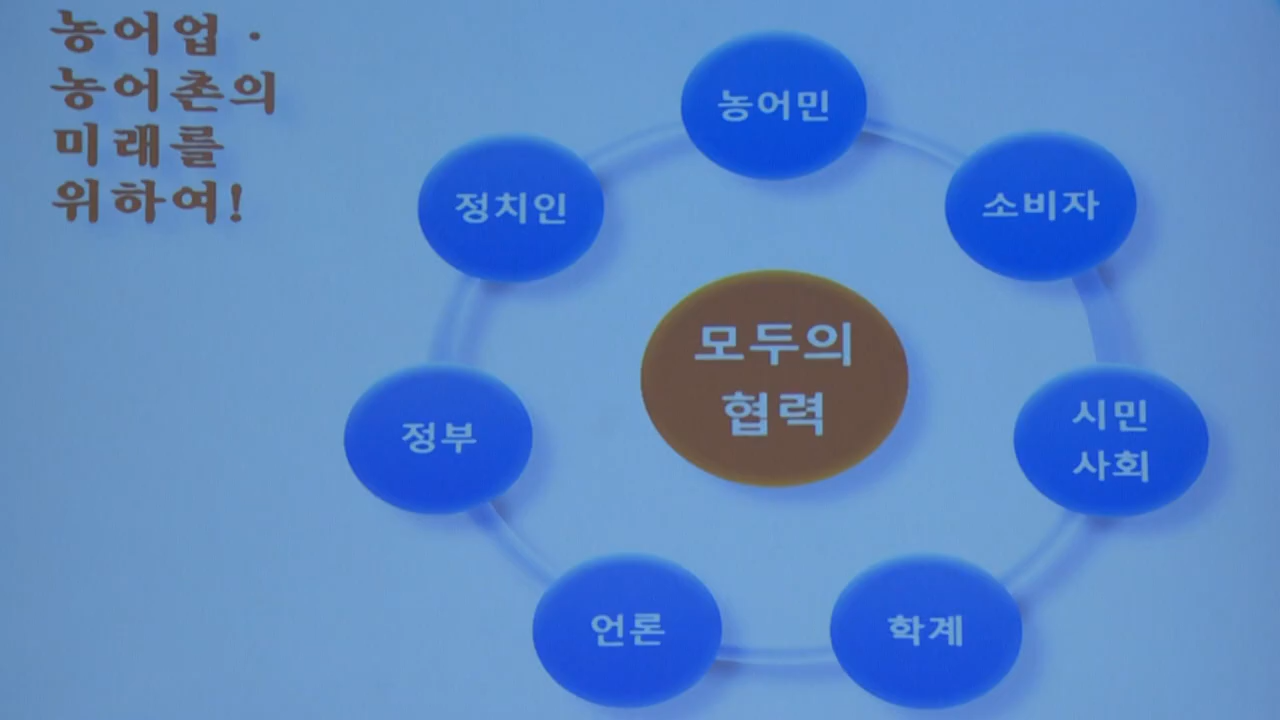 농어업 ·
농어촌의
미래를
위하여!
농어민
소비자
시민
사회
학계
언론
정부
정치인
모두의
협력